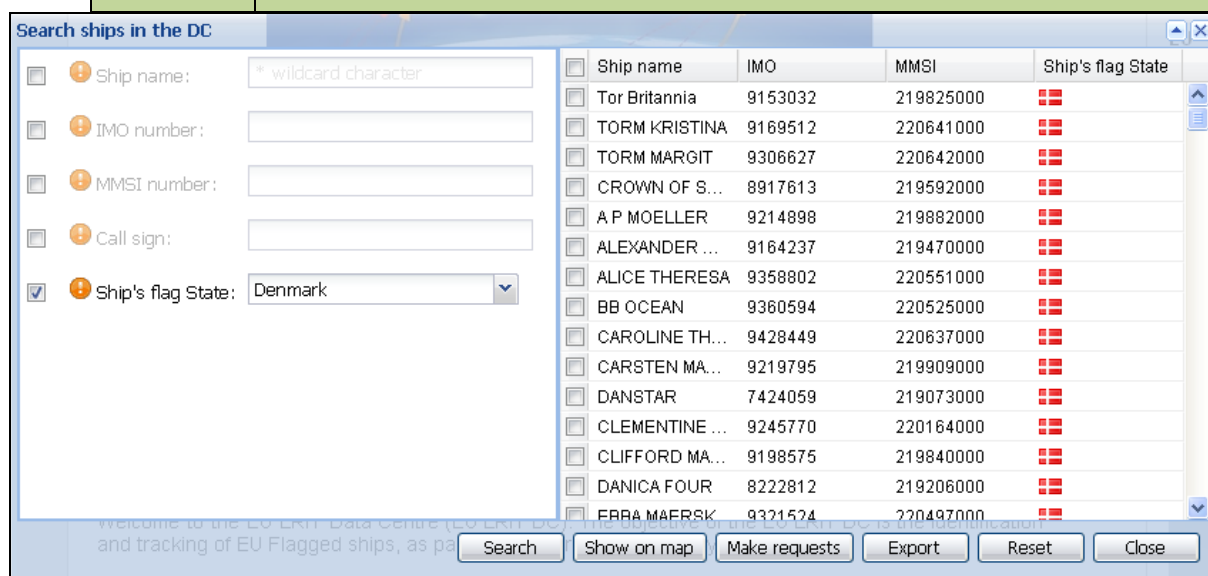 Search ships in the DC
Ship name: * wildcard character
IMO number:
MMSI number:
Call sign:
Ship's flag State: Denmark
Ship name IMO MMSI Ship's flag State
Tor Britannia 9153032 219825000
TORM KRISTINA 9169512 220641000
TORM MARGIT 9306627 220642000
CROWN OF S... 8917613 219592000
A P MOELLER 9214898 219882000
ALEXANDER ... 9164237 219470000
ALICE THERESA 9358802 220551000
BB OCEAN 9360594 220525000
CAROLINE TH... 9428449 220637000
CARSTEN MA... 9219795 219909000
DANSTAR 7424059 219073000
CLEMENTINE ... 9245770 220164000
CLIFFORD MA... 9198575 219840000
DANICA FOUR 8222812 219206000
EBBA MAERSK 9321524 220497000
Welcome to the EU LRIT Data Centre (EU LRIT DC). The objective of the EU LRIT DC is the identification
and tracking of EU Flagged ships, as pa
Search Show on map Make requests Export Reset Close